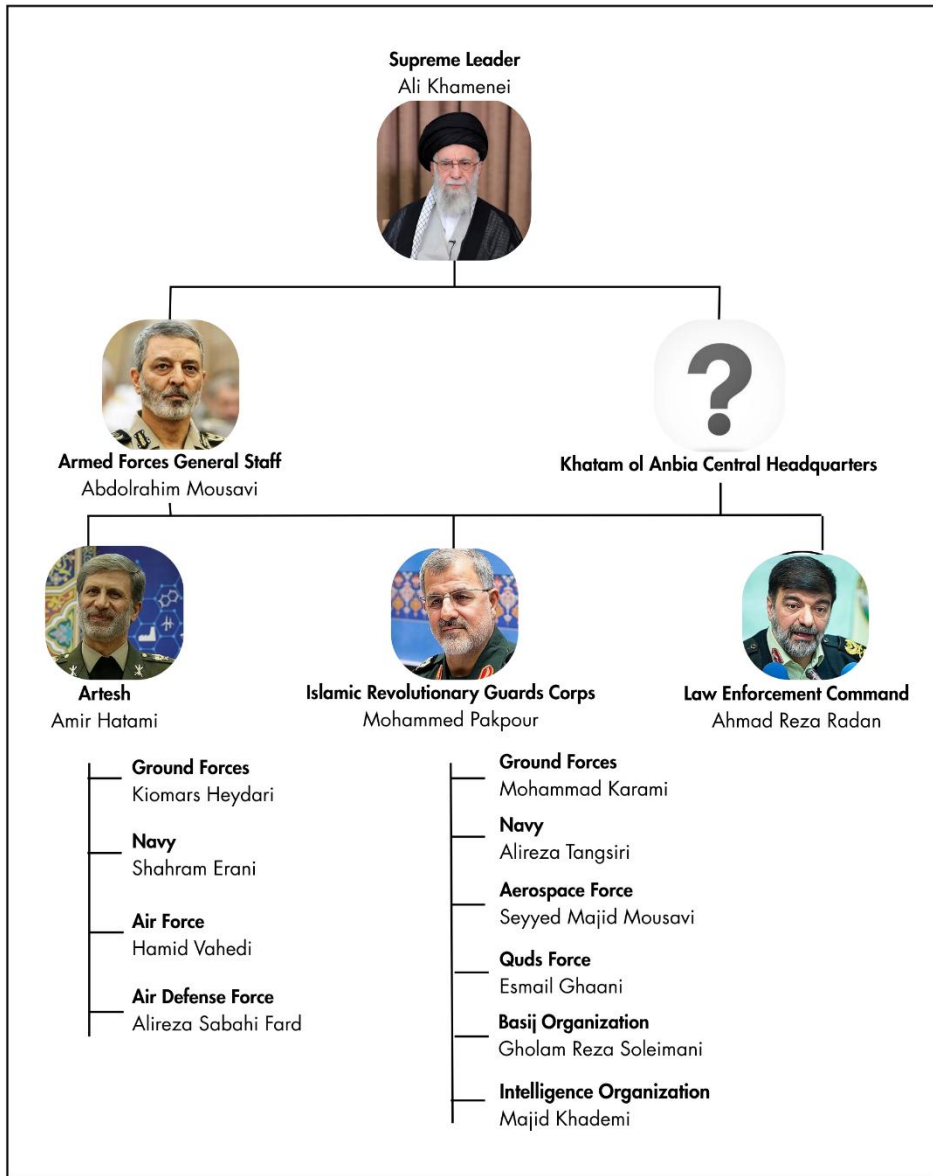 Supreme Leader
Ali Khamenei
?
Armed Forces General Staff
Abdolrahim Mousavi
Khatam ol Anbia Central Headquarters
Artesh
Amir Hatami
Islamic Revolutionary Guards Corps
Mohammed Pakpour
Law Enforcement Command
Ahmad Reza Radan
Ground Forces
Kiomars Heydari
Navy
Shahram Erani
Air Force
Hamid Vahedi
Air Defense Force
Alireza Sabahi Fard
Ground Forces
Mohammad Karami
Navy
Alireza Tangsiri
Aerospace Force
Seyyed Majid Mousavi
Quds Force
Esmail Ghaani
Basij Organization
Gholam Reza Soleimani
Intelligence Organization
Majid Khademi